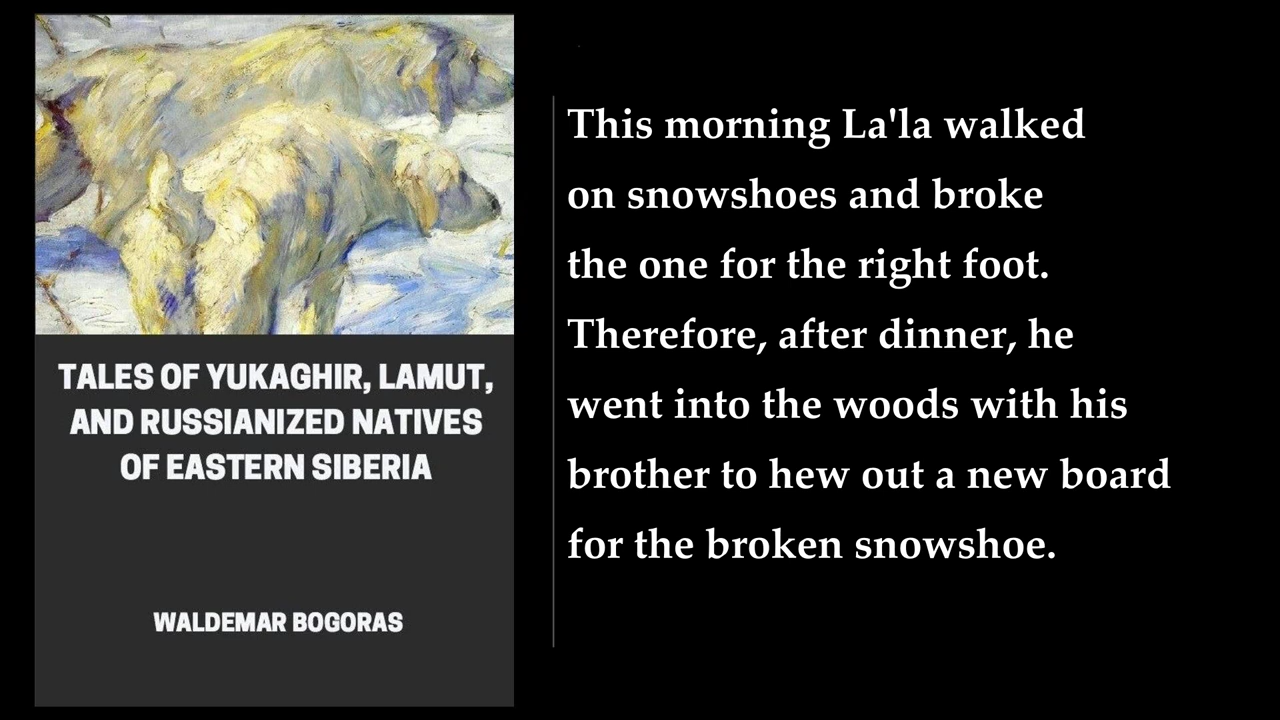 TALES OF YUKAGHIR, LAMUT,
AND RUSSIANIZED NATIVES
OF EASTERN SIBERIA
WALDEMAR BOGORAS
This morning La'la walked
on snowshoes and broke
the one for the right foot.
Therefore, after dinner, he
went into the woods with his
brother to hew out a new board
for the broken snowshoe.